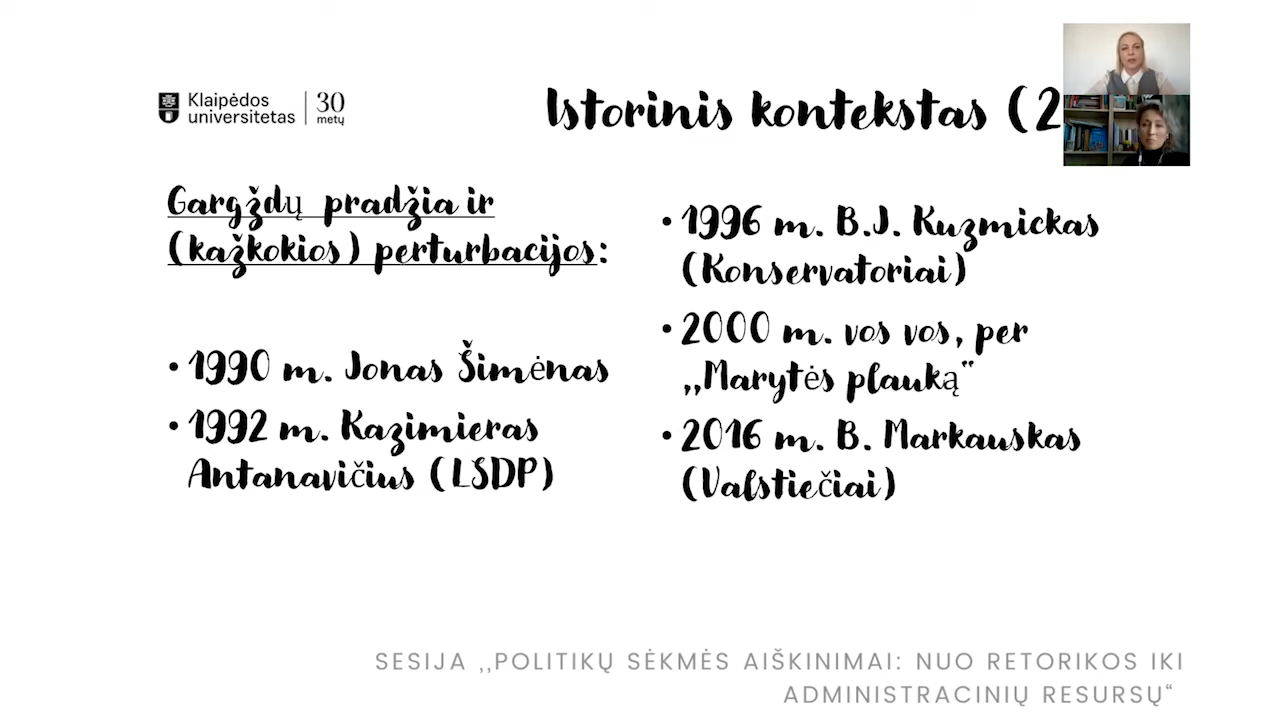 Klaipėdos
universitetas
30
metų
Istorinis kontekstas (2
Gargždų pradžia ir
(kažkokios) perturbacijos:
• 1990 m. Jonas Šimėnas
• 1992 m. Kazimieras
Antanavičius (LSDP)
• 1996 m. B.J. Kuzmickas
(Konservatoriai)
• 2000 m. vos vos, per
,,Marytės plauką“
• 2016 m. B. Markauskas
(Valstiečiai)
SESIJA ,,POLITIKŲ SĖKMĖS AIŠKINIMAI: NUO RETORIKOS IKI
ADMINISTRACINIŲ RESURSŲ“